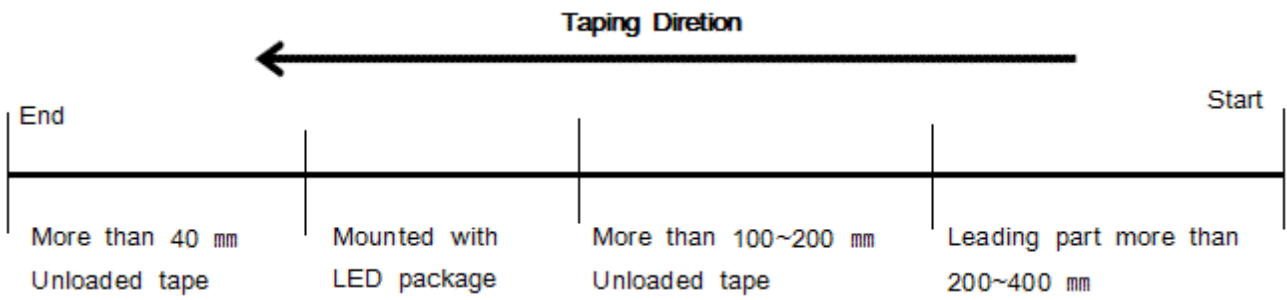 Taping Diretion
End
Start
More than 40 ㎜
Unloaded tape
Mounted with
LED package
More than 100~200 ㎜
Unloaded tape
Leading part more than
200~400 ㎜